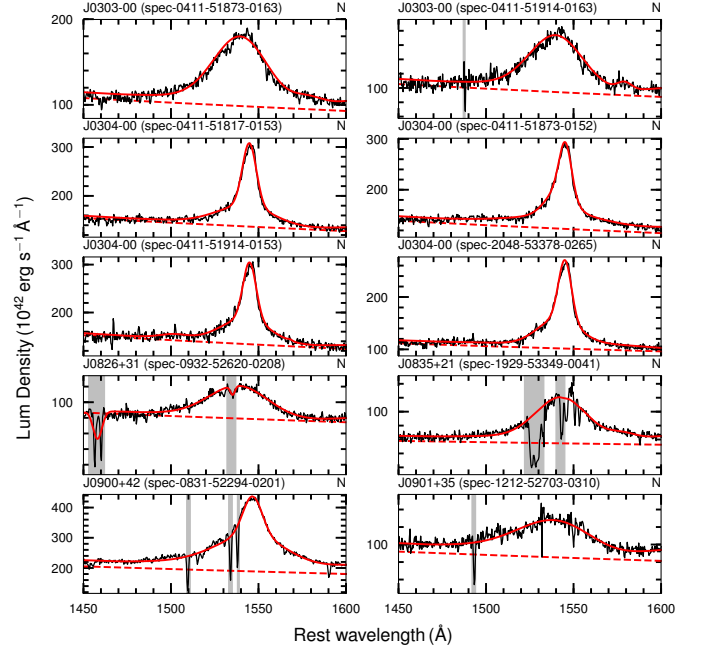 J0303-00 (spec-0411-51873-0163) N
J0303-00 (spec-0411-51914-0163) N
200
100
100
J0304-00 (spec-0411-51817-0153) N
J0304-00 (spec-0411-51873-0152) N
300
200
300
200
J0304-00 (spec-0411-51914-0153) N
J0304-00 (spec-2048-53378-0265) N
300
200
200
100
J0826+31 (spec-0932-52620-0208) N
J0835+21 (spec-1929-53349-0041) N
100
100
J0900+42 (spec-0831-52294-0201) N
J0901+35 (spec-1212-52703-0310) N
400
300
200
100
1450 1500 1550 1600
1450 1500 1550 1600
Lum Density (10⁴² erg s⁻¹ Å⁻¹)
Rest wavelength (Å)